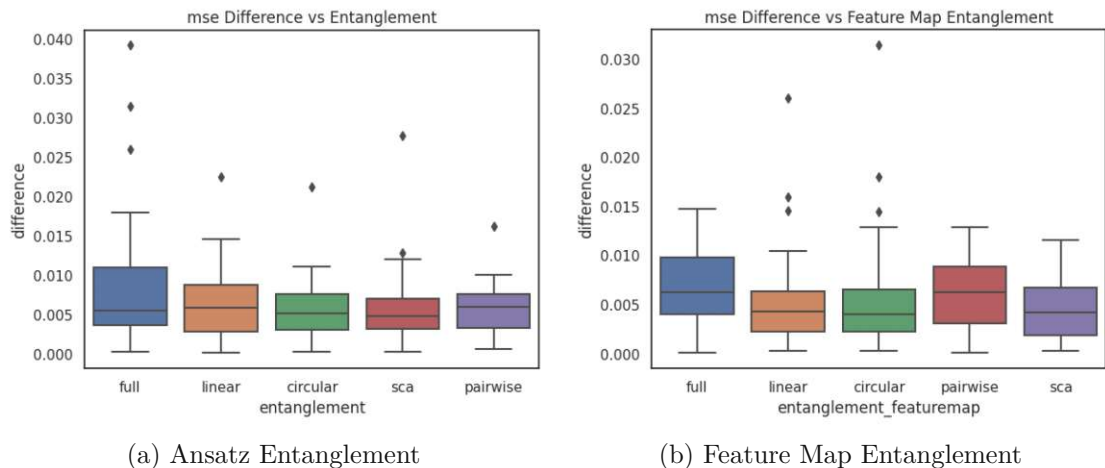 mse Difference vs Entanglement
0.040
0.035
0.030
0.025
0.020
0.015
0.010
0.005
0.000
difference
full linear circular sca pairwise
entanglement
(a) Ansatz Entanglement
mse Difference vs Feature Map Entanglement
0.030
0.025
0.020
0.015
0.010
0.005
0.000
difference
full linear circular pairwise sca
entanglement_featuremap
(b) Feature Map Entanglement